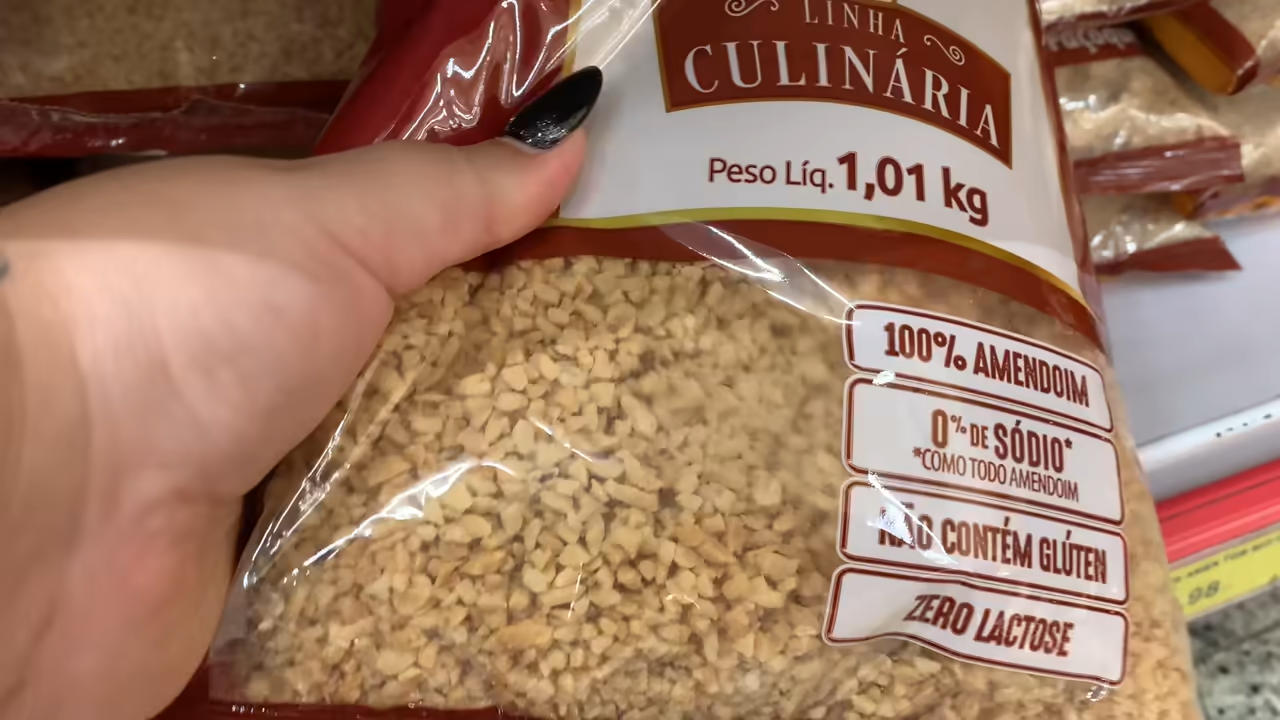 LINHA
CULINÁRIA
Peso Líq. 1,01 kg
100% AMENDOIM
0% DE SÓDIO*
*COMO TODO AMENDOIM
NÃO CONTÉM GLÚTEN
ZERO LACTOSE
98